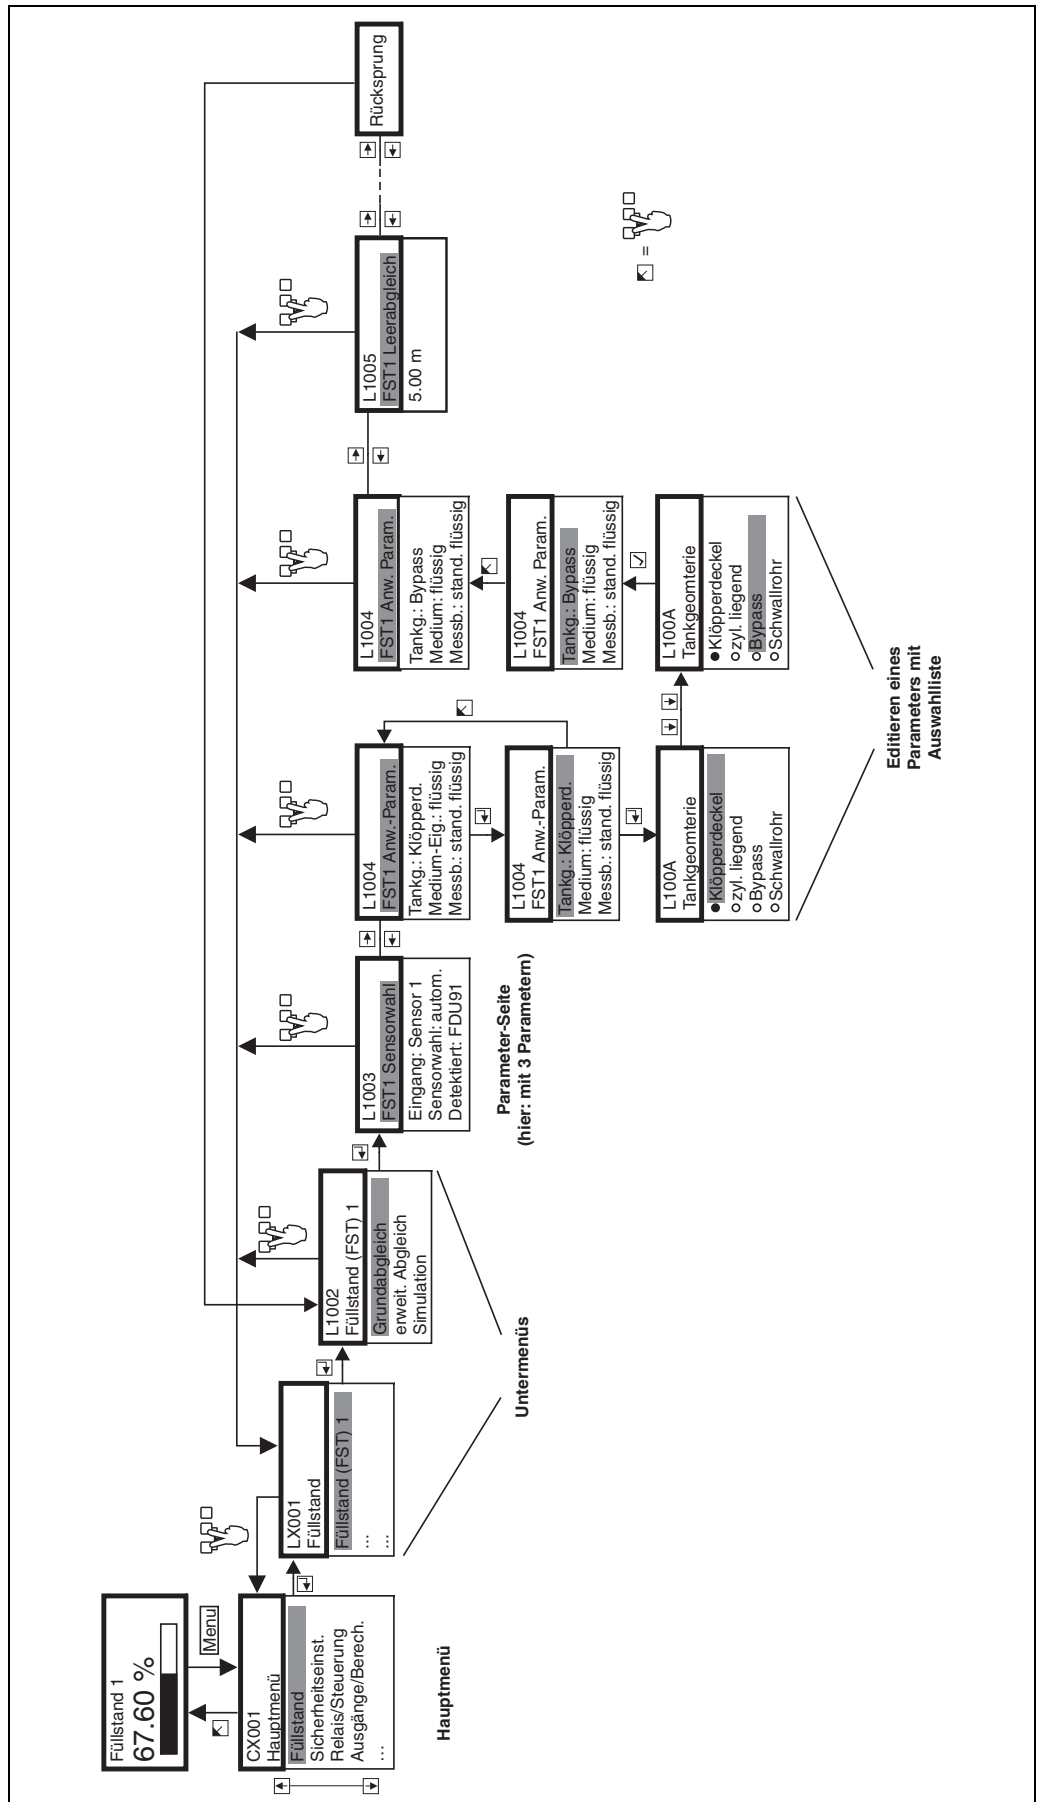 Füllstand 1
67.60 %
Menu
CX001
Hauptmenü
Füllstand
Sicherheitseinst.
Relais/Steuerung
Ausgänge/Berech.
...
Hauptmenü
LX001
Füllstand
Füllstand (FST) 1
...
...
L1002
Füllstand (FST) 1
Grundabgleich
erweit. Abgleich
Simulation
Untermenüs
L1003
FST1 Sensorwahl
Eingang: Sensor 1
Sensorwahl: autom.
Detektiert: FDU91
Parameter-Seite
(hier: mit 3 Parametern)
L1004
FST1 Anw.-Param.
Tankg.: Klöpperd.
Medium-Eig.: flüssig
Messb.: stand. flüssig
L1004
FST1 Anw.-Param.
Tankg.: Klöpperd.
Medium: flüssig
Messb.: stand. flüssig
L100A
Tankgeomterie
Klöpperdeckel
zyl. liegend
Bypass
Schwallrohr
L1004
FST1 Anw. Param.
Tankg.: Bypass
Medium: flüssig
Messb.: stand. flüssig
L1004
FST1 Anw. Param.
Tankg.: Bypass
Medium: flüssig
Messb.: stand. flüssig
L100A
Tankgeomterie
Klöpperdeckel
zyl. liegend
Bypass
Schwallrohr
Editieren eines
Parameters mit
Auswahlliste
L1005
FST1 Leerabgleich
5.00 m
Rücksprung
=